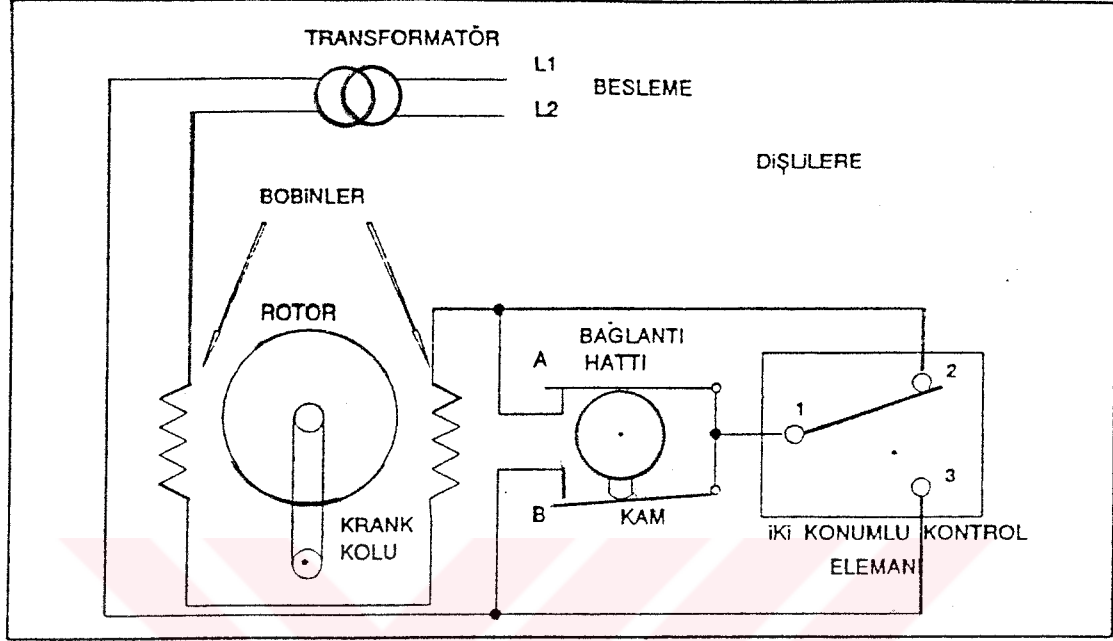 TRANSFORMATÖR
L1
BESLEME
L2
DİŞLİLERE
BOBİNLER
ROTOR
BAĞLANTI
HATTI
A
2
1
3
B
KAM
KRANK
KOLU
İKİ KONUMLU KONTROL
ELEMANI